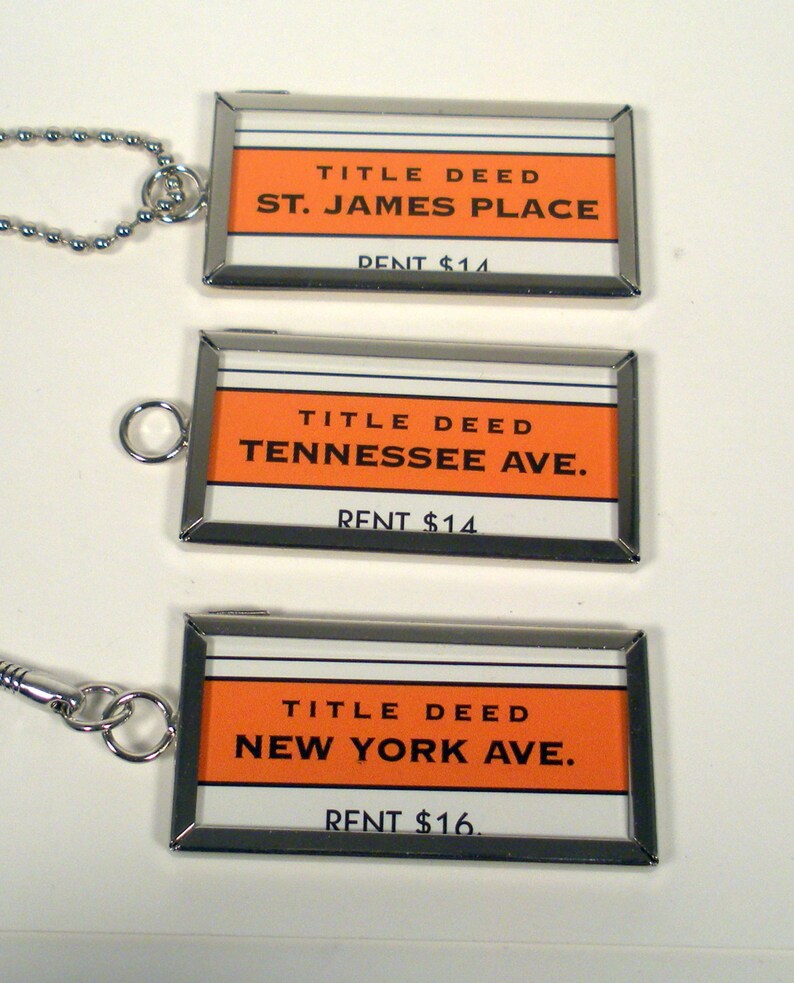 TITLE DEED
ST. JAMES PLACE
RENT $14
TITLE DEED
TENNESSEE AVE.
RENT $14
TITLE DEED
NEW YORK AVE.
RENT $16.